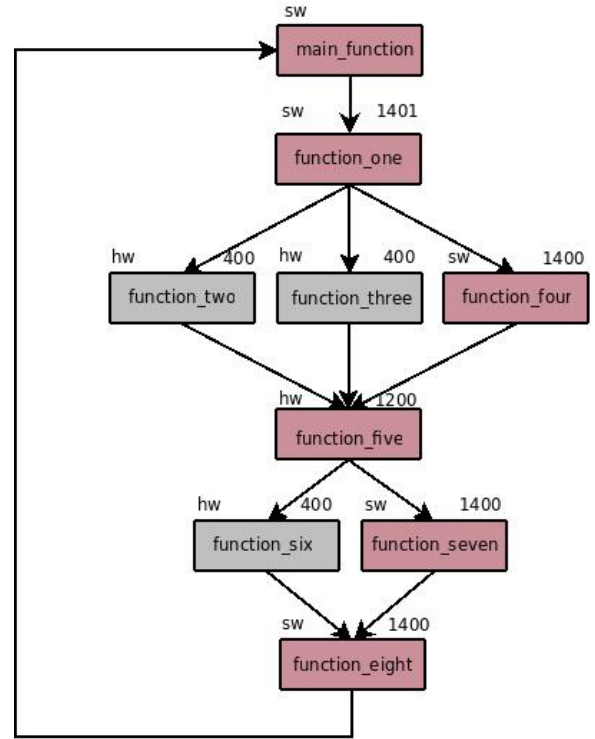 sw
main_function
sw 1401
function_one
hw 400 hw 400 sw 1400
function_two function_three function_four
hw 1200
function_five
hw 400 sw 1400
function_six function_seven
sw 1400
function_eight